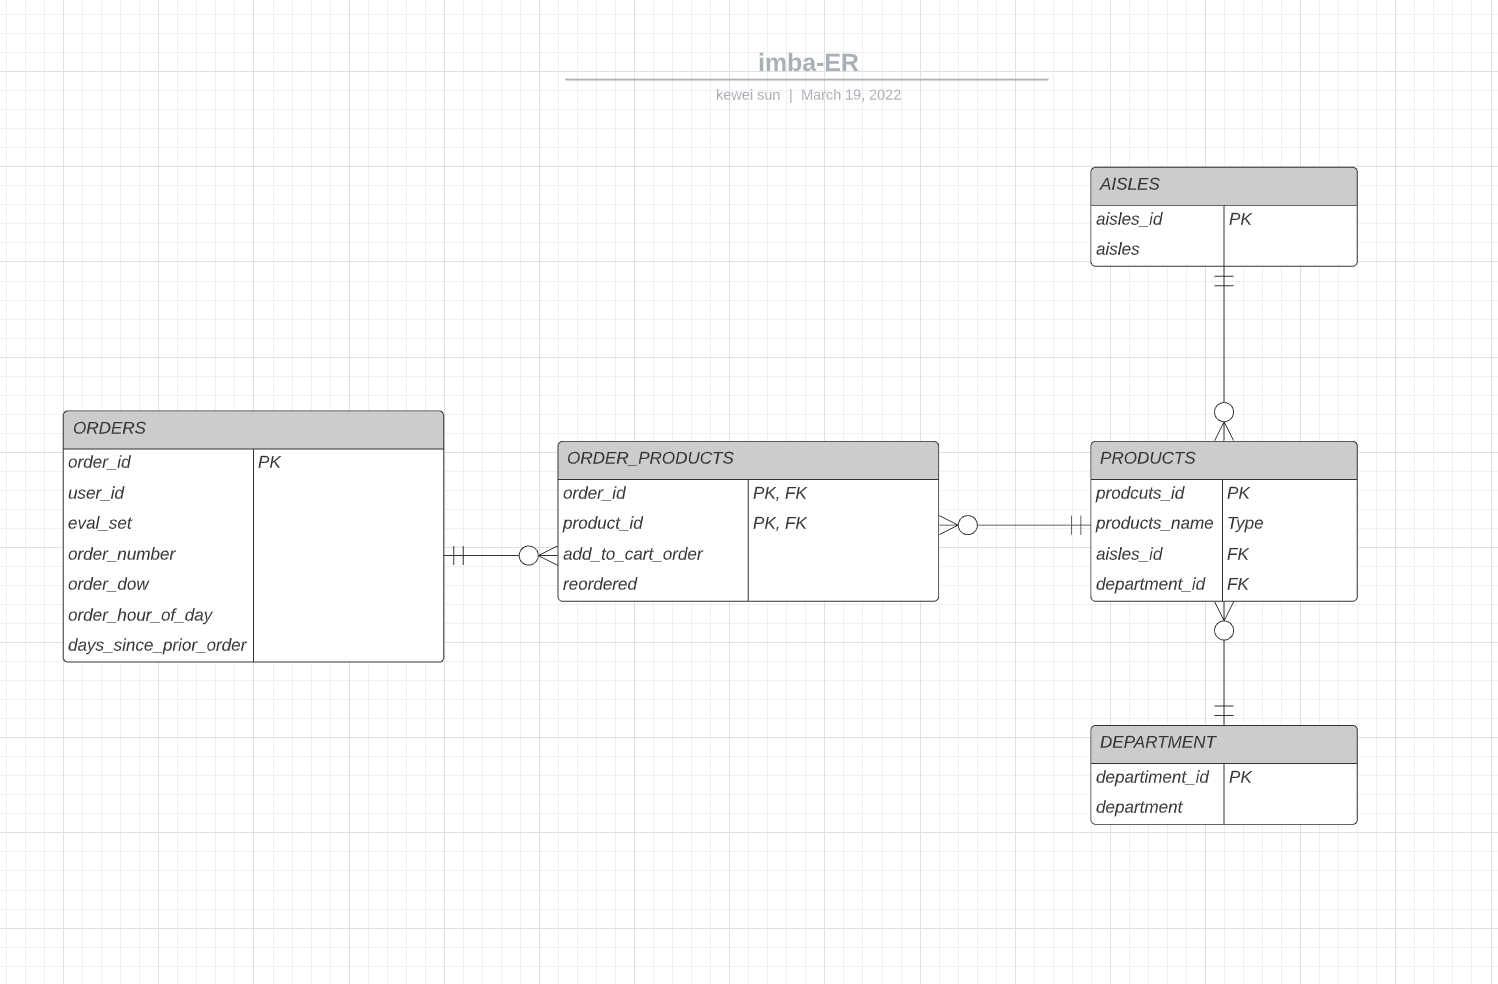 imba-ER
kewei sun | March 19, 2022
AISLES
aisles_id PK
aisles
ORDERS
order_id PK
user_id
eval_set
order_number
order_dow
order_hour_of_day
days_since_prior_order
ORDER_PRODUCTS
order_id PK, FK
product_id PK, FK
add_to_cart_order
reordered
PRODUCTS
prodcuts_id PK
products_name Type
aisles_id FK
department_id FK
DEPARTMENT
departiment_id PK
department